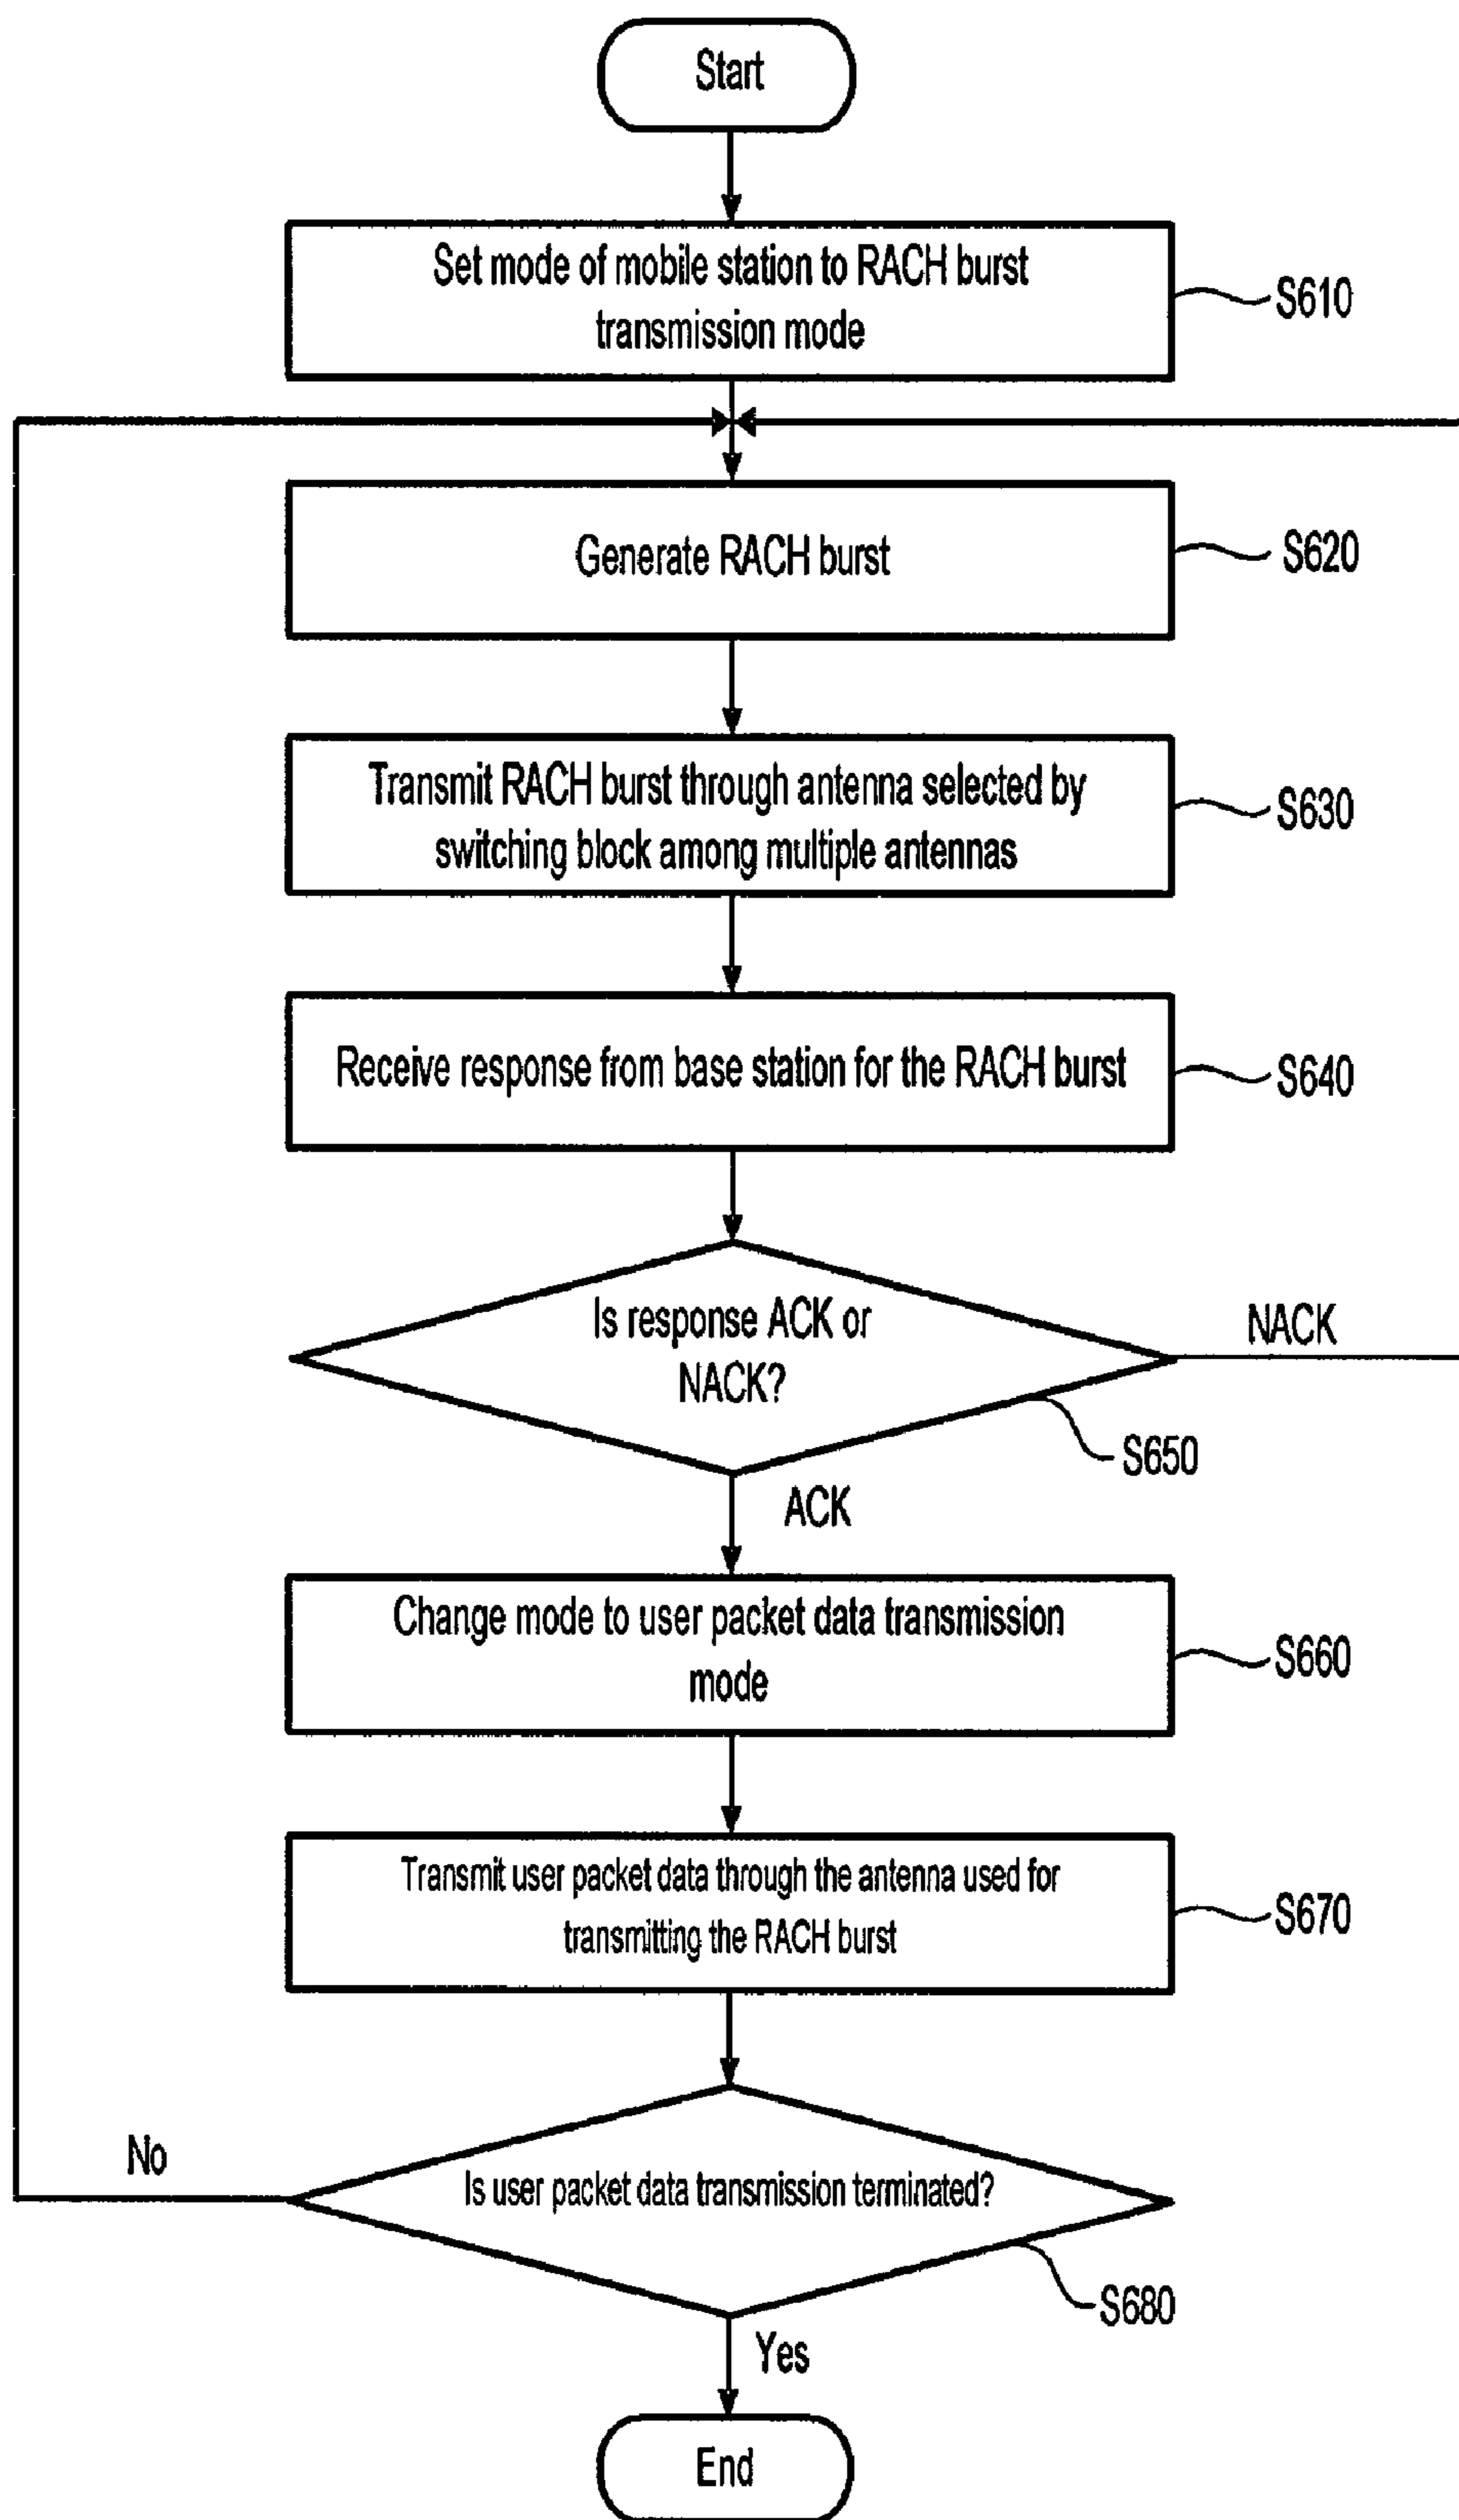 Start
Set mode of mobile station to RACH burst
transmission mode
S610
Generate RACH burst
S620
Transmit RACH burst through antenna selected by
switching block among multiple antennas
S630
Receive response from base station for the RACH burst
S640
Is response ACK or
NACK?
NACK
S650
ACK
Change mode to user packet data transmission
mode
S660
Transmit user packet data through the antenna used for
transmitting the RACH burst
S670
No
Is user packet data transmission terminated?
S680
Yes
End